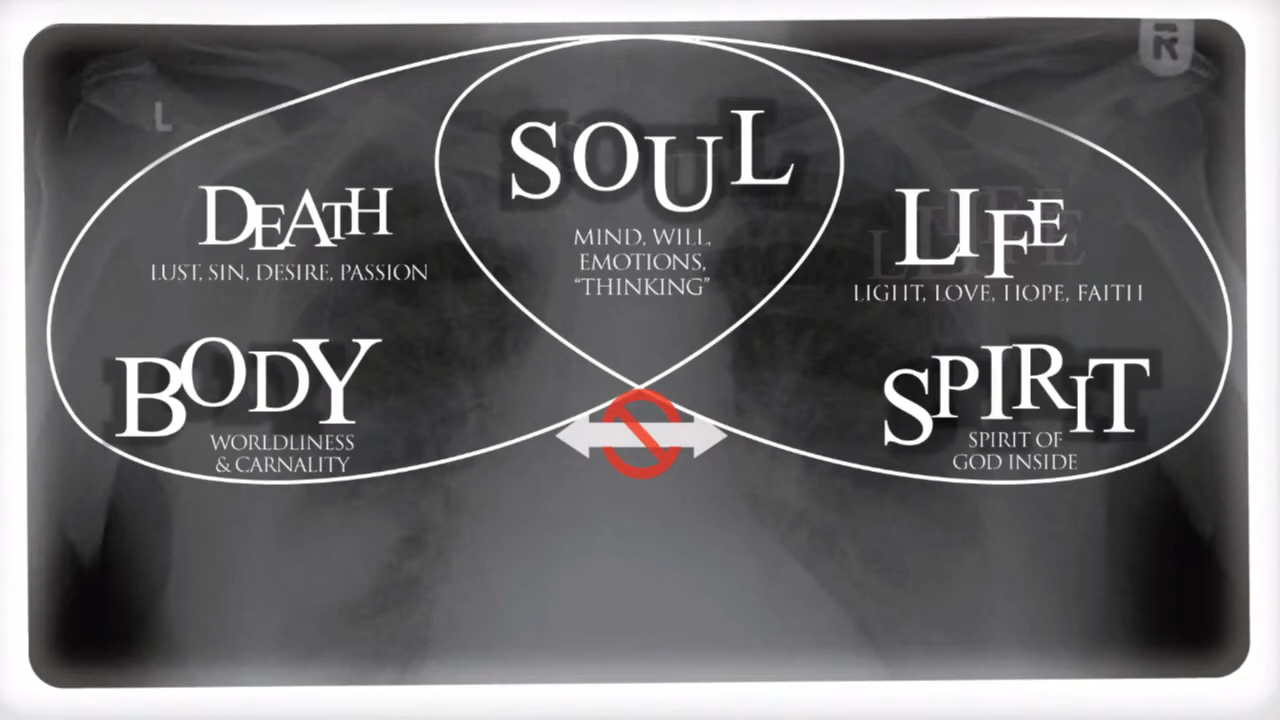 R
L
SOUL
MIND, WILL,
EMOTIONS,
"THINKING"
DEATH
LUST, SIN, DESIRE, PASSION
BODY
WORLDLINESS
& CARNALITY
LIFE
LIGHT, LOVE, HOPE, FAITH
SPIRIT
SPIRIT OF
GOD INSIDE